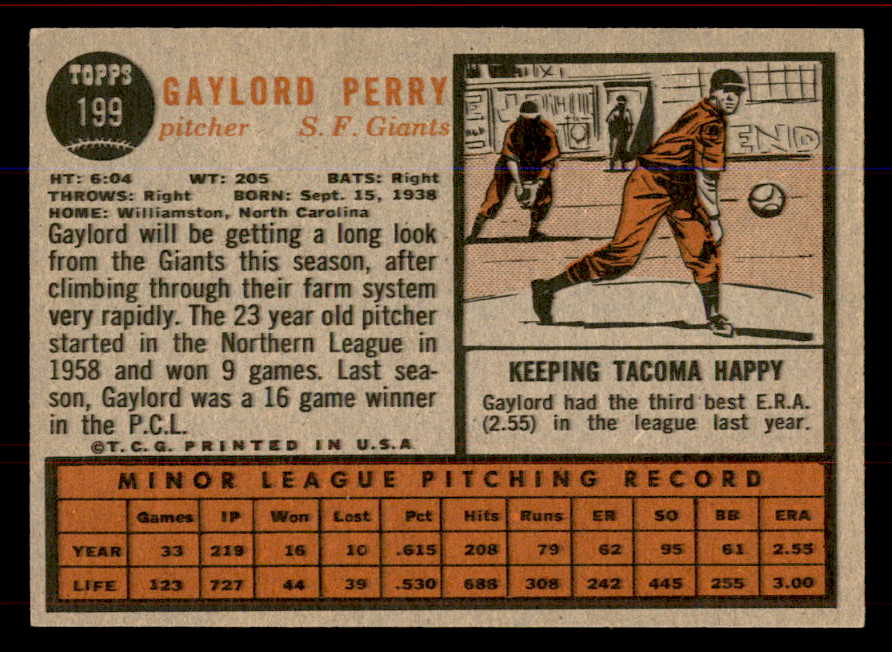 TOPPS
199
GAYLORD PERRY
pitcher S. F. Giants
HT: 6:04 WT: 205 BATS: Right
THROWS: Right BORN: Sept. 15, 1938
HOME: Williamston, North Carolina
Gaylord will be getting a long look
from the Giants this season, after
climbing through their farm system
very rapidly. The 23 year old pitcher
started in the Northern League in
1958 and won 9 games. Last sea-
son, Gaylord was a 16 game winner
in the P.C.L.
©T.C.G. PRINTED IN U.S.A
END
KEEPING TACOMA HAPPY
Gaylord had the third best E.R.A.
(2.55) in the league last year.
MINOR LEAGUE PITCHING RECORD
Games IP Won Lost Pct Hits Runs ER SO BB ERA
YEAR 33 219 16 10 .615 208 79 62 95 61 2.55
LIFE 123 727 44 39 .530 688 308 242 445 255 3.00